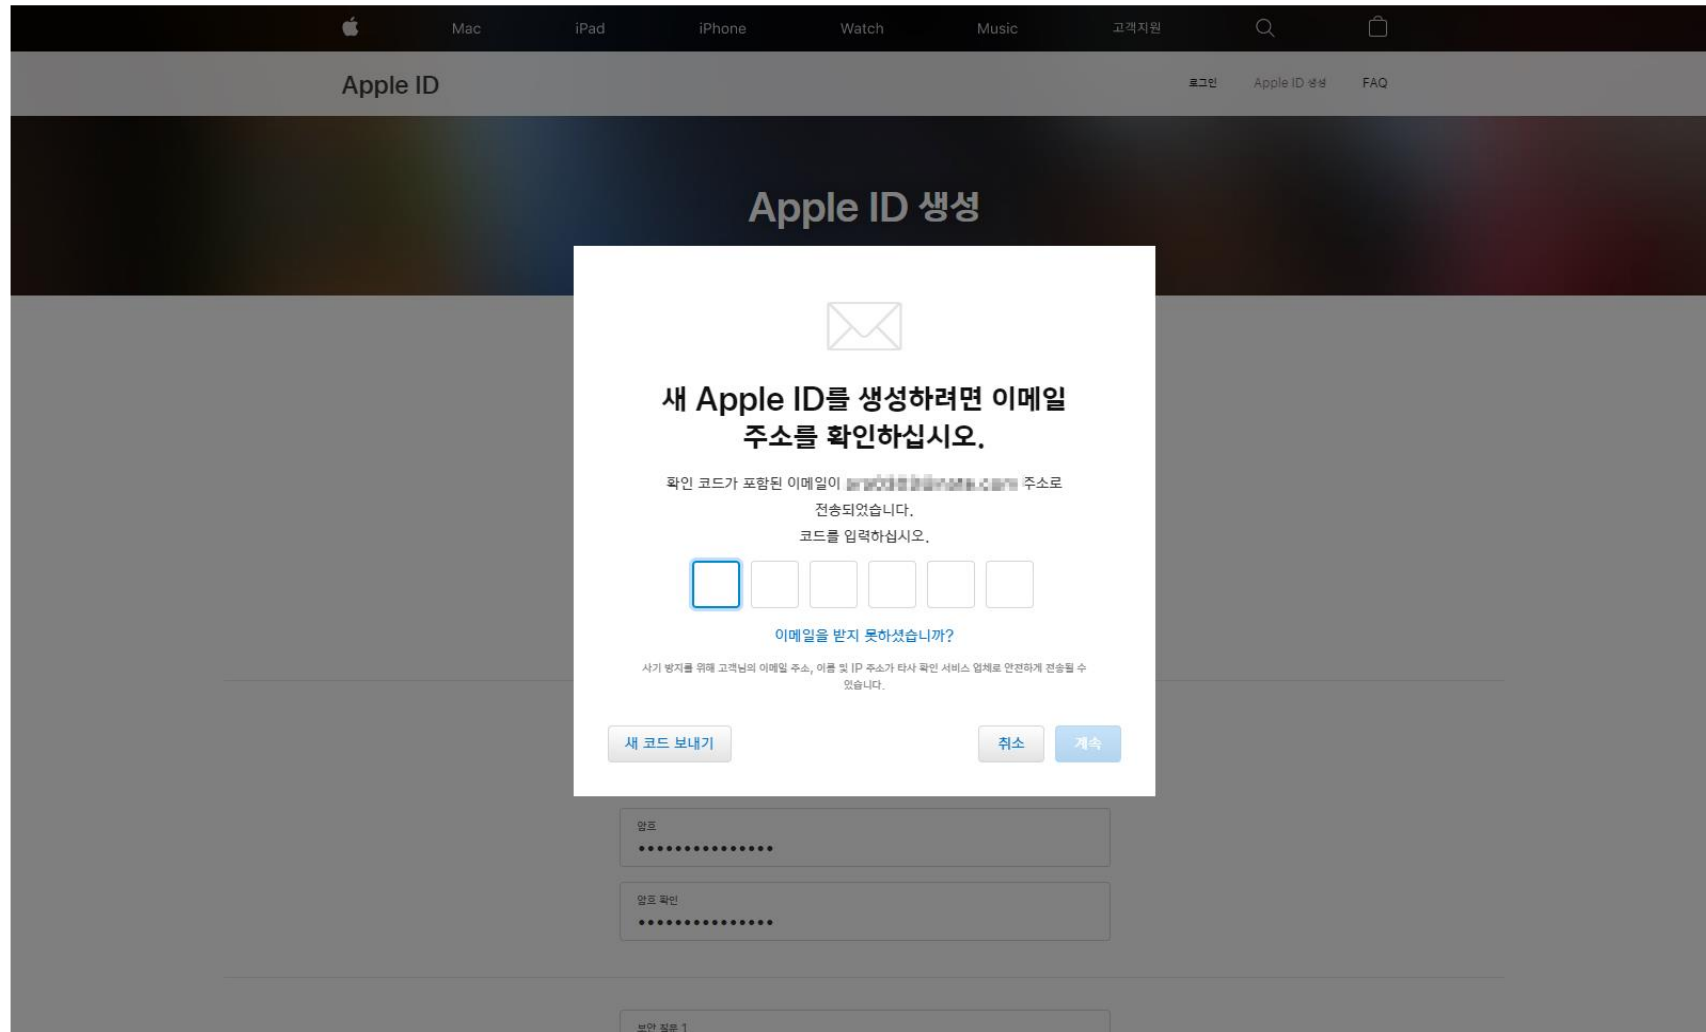 Mac iPad iPhone Watch Music 고객지원
Apple ID 로그인 Apple ID 생성 FAQ
Apple ID 생성
새 Apple ID를 생성하려면 이메일
주소를 확인하십시오.
확인 코드가 포함된 이메일이 주소로
전송되었습니다.
코드를 입력하십시오.
이메일을 받지 못하셨습니까?
사기 방지를 위해 고객님의 이메일 주소, 이름 및 IP 주소가 타사 확인 서비스 업체로 안전하게 전송될 수
있습니다.
새 코드 보내기 취소 계속
암호
암호 확인
보안 질문 1